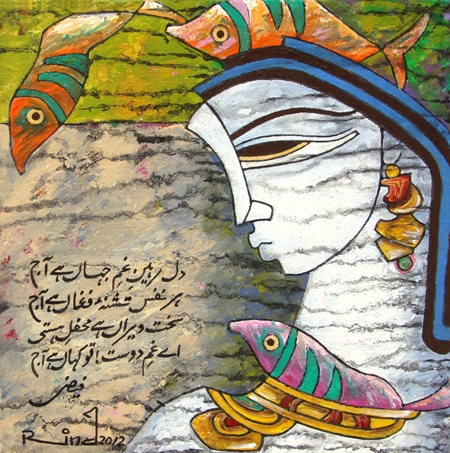 دل رہینِ غمِ جہاں ہے آج
ہر نفس تشنۂ فغاں ہے آج
سخت ویراں ہے محفلِ ہستی
اے غمِ دوست تو کہاں ہے آج
فیض
Rind 2012